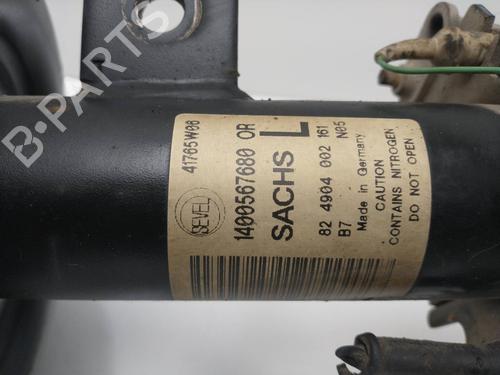 41765W06
SEVEL
1400567680 OR
SACHS L
82 4904 002 161
B7 N05
Made in Germany
CAUTION
CONTAINS NITROGEN
DO NOT OPEN
B-PARTS